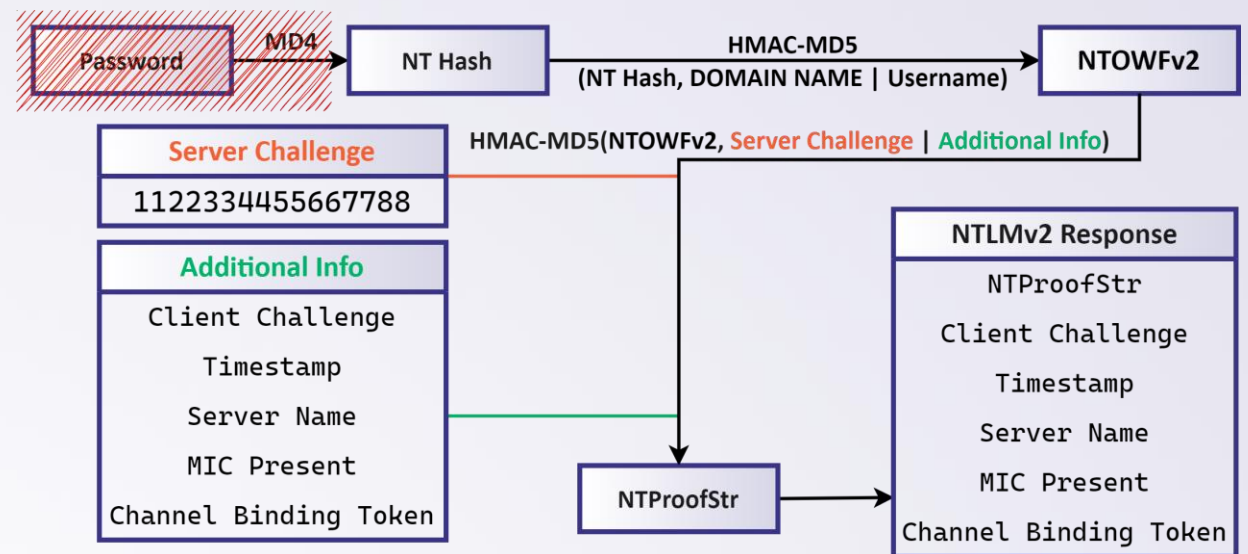 Password
MD4
NT Hash
HMAC-MD5
(NT Hash, DOMAIN NAME | Username)
NTOWFv2
HMAC-MD5(NTOWFv2, Server Challenge | Additional Info)
Server Challenge
1122334455667788
Additional Info
Client Challenge
Timestamp
Server Name
MIC Present
Channel Binding Token
NTProofStr
NTLMv2 Response
NTProofStr
Client Challenge
Timestamp
Server Name
MIC Present
Channel Binding Token